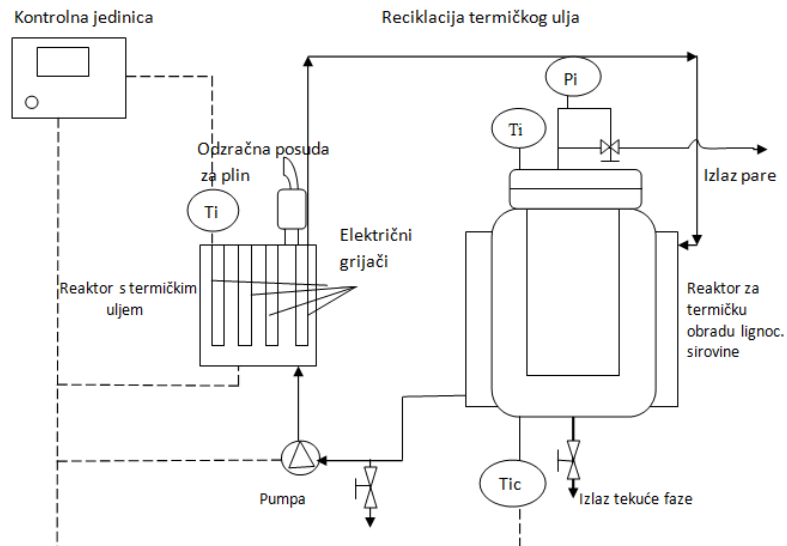 Kontrolna jedinica
Reciklacija termičkog ulja
Pi
Ti
Odzračna posuda
za plin
Izlaz pare
Ti
Električni
grijači
Reaktor s termičkim
uljem
Reaktor za
termičku
obradu lignoc.
sirovine
Tic
Pumpa
Izlaz tekuće faze